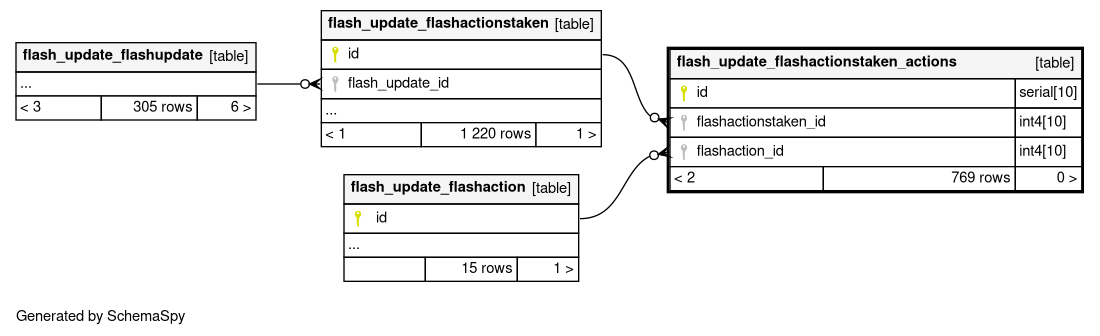 flash_update_flashupdate [table]
...
< 3 305 rows 6 >
flash_update_flashactionstaken [table]
id
flash_update_id
...
< 1 1 220 rows 1 >
flash_update_flashaction [table]
id
...
15 rows 1 >
flash_update_flashactionstaken_actions [table]
id serial[10]
flashactionstaken_id int4[10]
flashaction_id int4[10]
< 2 769 rows 0 >
Generated by SchemaSpy